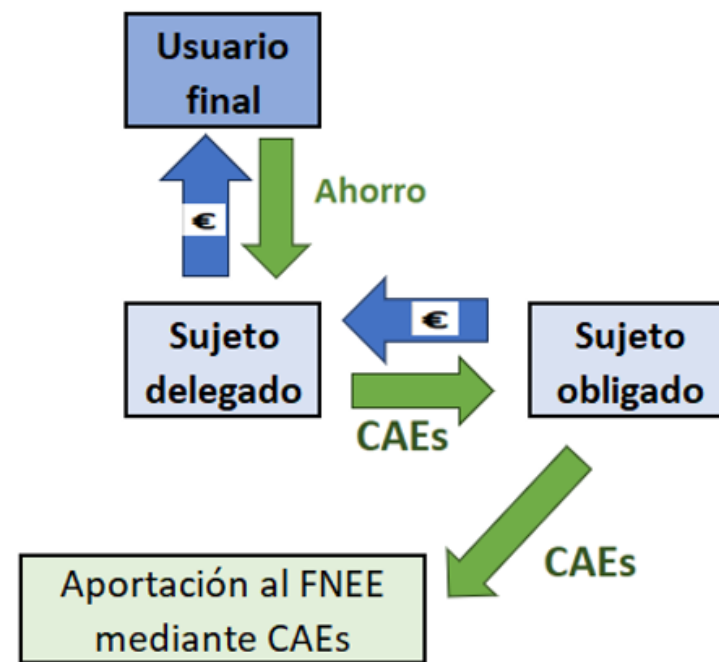 Usuario
final
€
Ahorro
Sujeto
delegado
€
CAEs
Sujeto
obligado
CAEs
Aportación al FNEE
mediante CAEs